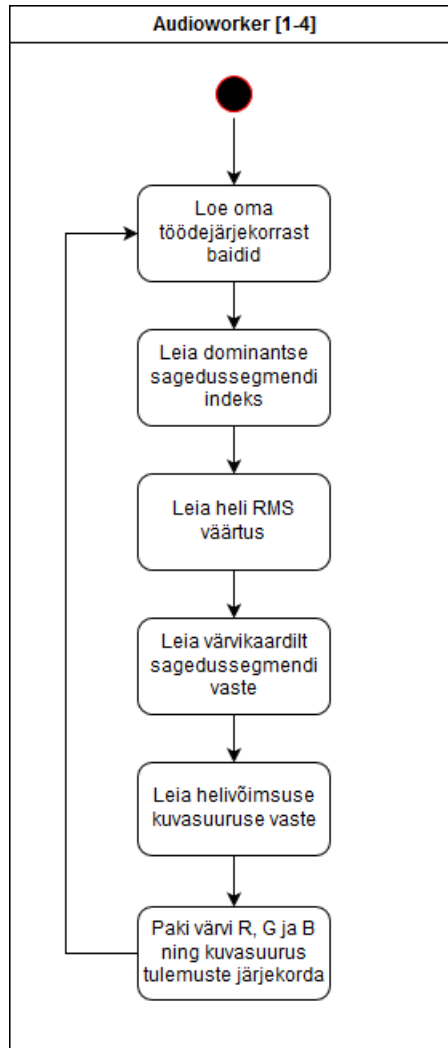 Audioworker [1-4]
Loe oma
töödejärjekorrast
baidid
Leia dominantse
sagedussegmendi
indeks
Leia heli RMS
väärtus
Leia värvikaardilt
sagedussegmendi
vaste
Leia helivõimsuse
kuvasuuruse vaste
Paki värvi R, G ja B
ning kuvasuurus
tulemuste järjekorda